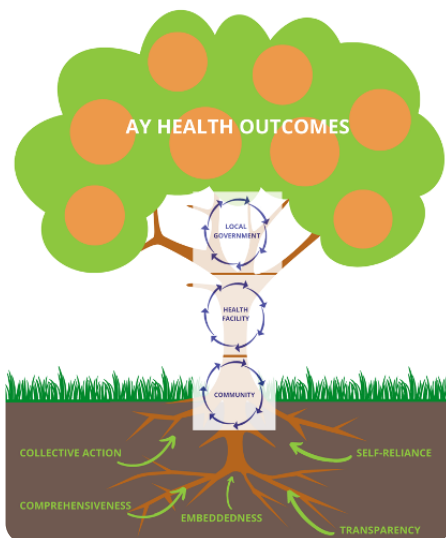 AY HEALTH OUTCOMES
LOCAL
GOVERNMENT
HEALTH
FACILITY
COMMUNITY
COLLECTIVE ACTION
SELF-RELIANCE
COMPREHENSIVENESS
EMBEDDEDNESS
TRANSPARENCY